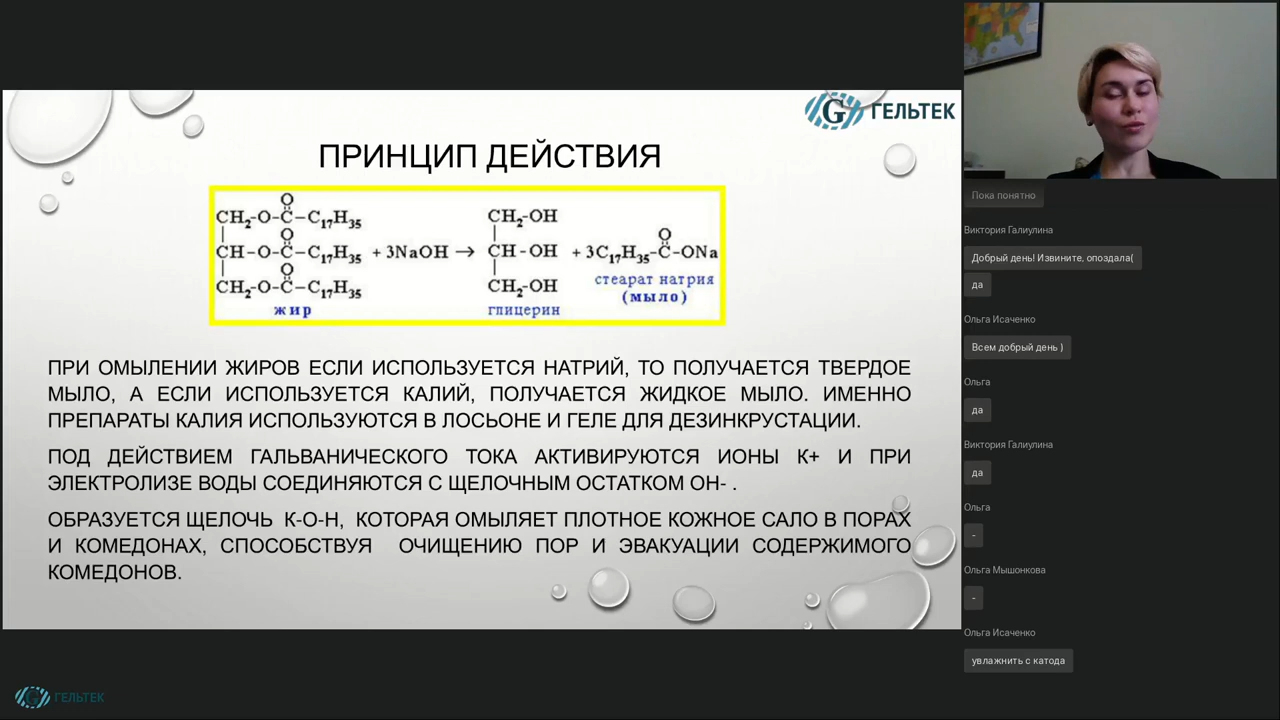 ГЕЛЬТЕК
ПРИНЦИП ДЕЙСТВИЯ
O
CH₂-O-C-C₁₇H₃₅
O
CH-O-C-C₁₇H₃₅ + 3NaOH →
O
CH₂-O-C-C₁₇H₃₅
жир
CH₂-OH
CH-OH
CH₂-OH
глицерин
O
+ 3C₁₇H₃₅-C-ONa
стеарат натрия
(мыло)
ПРИ ОМЫЛЕНИИ ЖИРОВ ЕСЛИ ИСПОЛЬЗУЕТСЯ НАТРИЙ, ТО ПОЛУЧАЕТСЯ ТВЕРДОЕ
МЫЛО, А ЕСЛИ ИСПОЛЬЗУЕТСЯ КАЛИЙ, ПОЛУЧАЕТСЯ ЖИДКОЕ МЫЛО. ИМЕННО
ПРЕПАРАТЫ КАЛИЯ ИСПОЛЬЗУЮТСЯ В ЛОСЬОНЕ И ГЕЛЕ ДЛЯ ДЕЗИНКРУСТАЦИИ.
ПОД ДЕЙСТВИЕМ ГАЛЬВАНИЧЕСКОГО ТОКА АКТИВИРУЮТСЯ ИОНЫ К+ И ПРИ
ЭЛЕКТРОЛИЗЕ ВОДЫ СОЕДИНЯЮТСЯ С ЩЕЛОЧНЫМ ОСТАТКОМ ОН- .
ОБРАЗУЕТСЯ ЩЕЛОЧЬ К-О-Н, КОТОРАЯ ОМЫЛЯЕТ ПЛОТНОЕ КОЖНОЕ САЛО В ПОРАХ
И КОМЕДОНАХ, СПОСОБСТВУЯ ОЧИЩЕНИЮ ПОР И ЭВАКУАЦИИ СОДЕРЖИМОГО
КОМЕДОНОВ.
ГЕЛЬТЕК
Пока понятно
Виктория Галиулина
Добрый день! Извините, опоздала(
да
Ольга Исаченко
Всем добрый день )
Ольга
да
Виктория Галиулина
да
Ольга
-
Ольга Мышонкова
-
Ольга Исаченко
увлажнить с катода